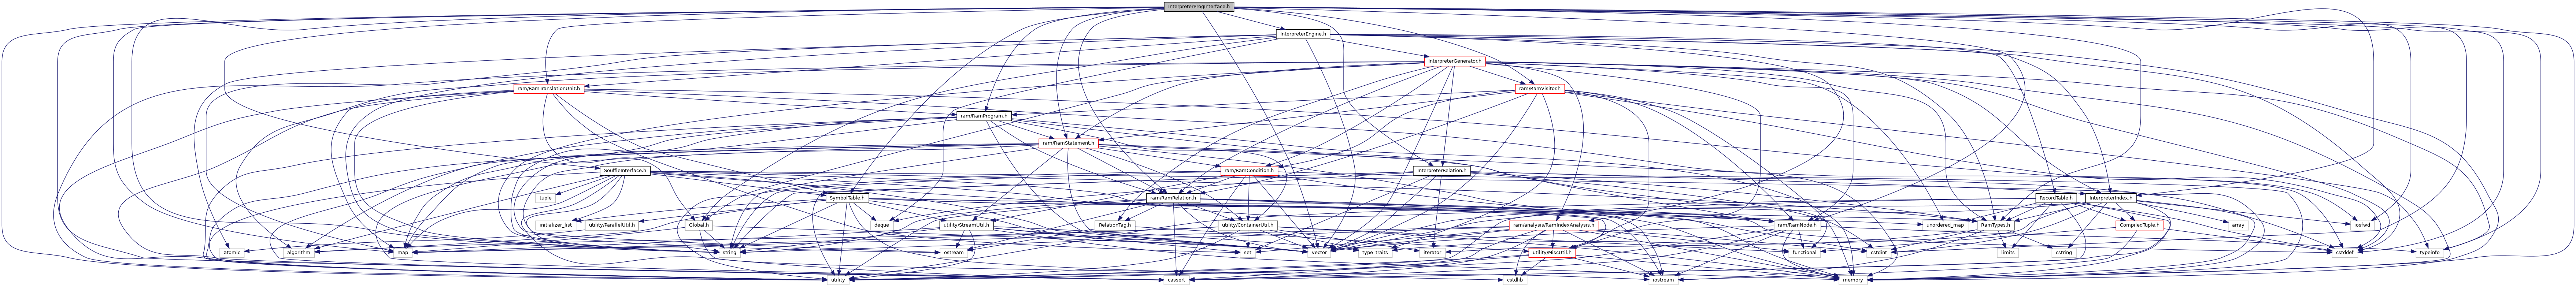 InterpreterProgInterface.h
InterpreterEngine.h
InterpreterGenerator.h
ram/RamTranslationUnit.h
ram/RamVisitor.h
ram/RamProgram.h
ram/RamStatement.h
SouffleInterface.h
ram/RamCondition.h
InterpreterRelation.h
tuple
SymbolTable.h
ram/RamRelation.h
RecordTable.h
InterpreterIndex.h
initializer_list
utility/ParallelUtil.h
Global.h
deque
utility/StreamUtil.h
RelationTag.h
utility/ContainerUtil.h
ram/analysis/RamIndexAnalysis.h
ram/RamNode.h
unordered_map
RamTypes.h
CompiledTuple.h
array
iosfwd
atomic
algorithm
map
string
ostream
set
vector
type_traits
iterator
utility/MiscUtil.h
functional
cstdint
limits
cstring
cstddef
typeinfo
utility
cassert
cstdlib
iostream
memory